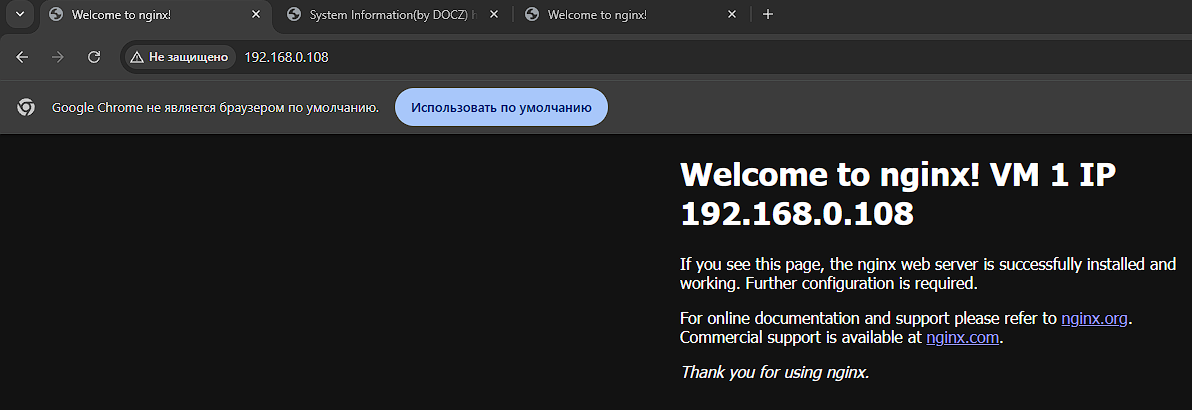 Welcome to nginx!
System Information(by DOCZ)
Welcome to nginx!
Не защищено 192.168.0.108
Google Chrome не является браузером по умолчанию. Использовать по умолчанию
Welcome to nginx! VM 1 IP
192.168.0.108
If you see this page, the nginx web server is successfully installed and
working. Further configuration is required.
For online documentation and support please refer to nginx.org.
Commercial support is available at nginx.com.
Thank you for using nginx.